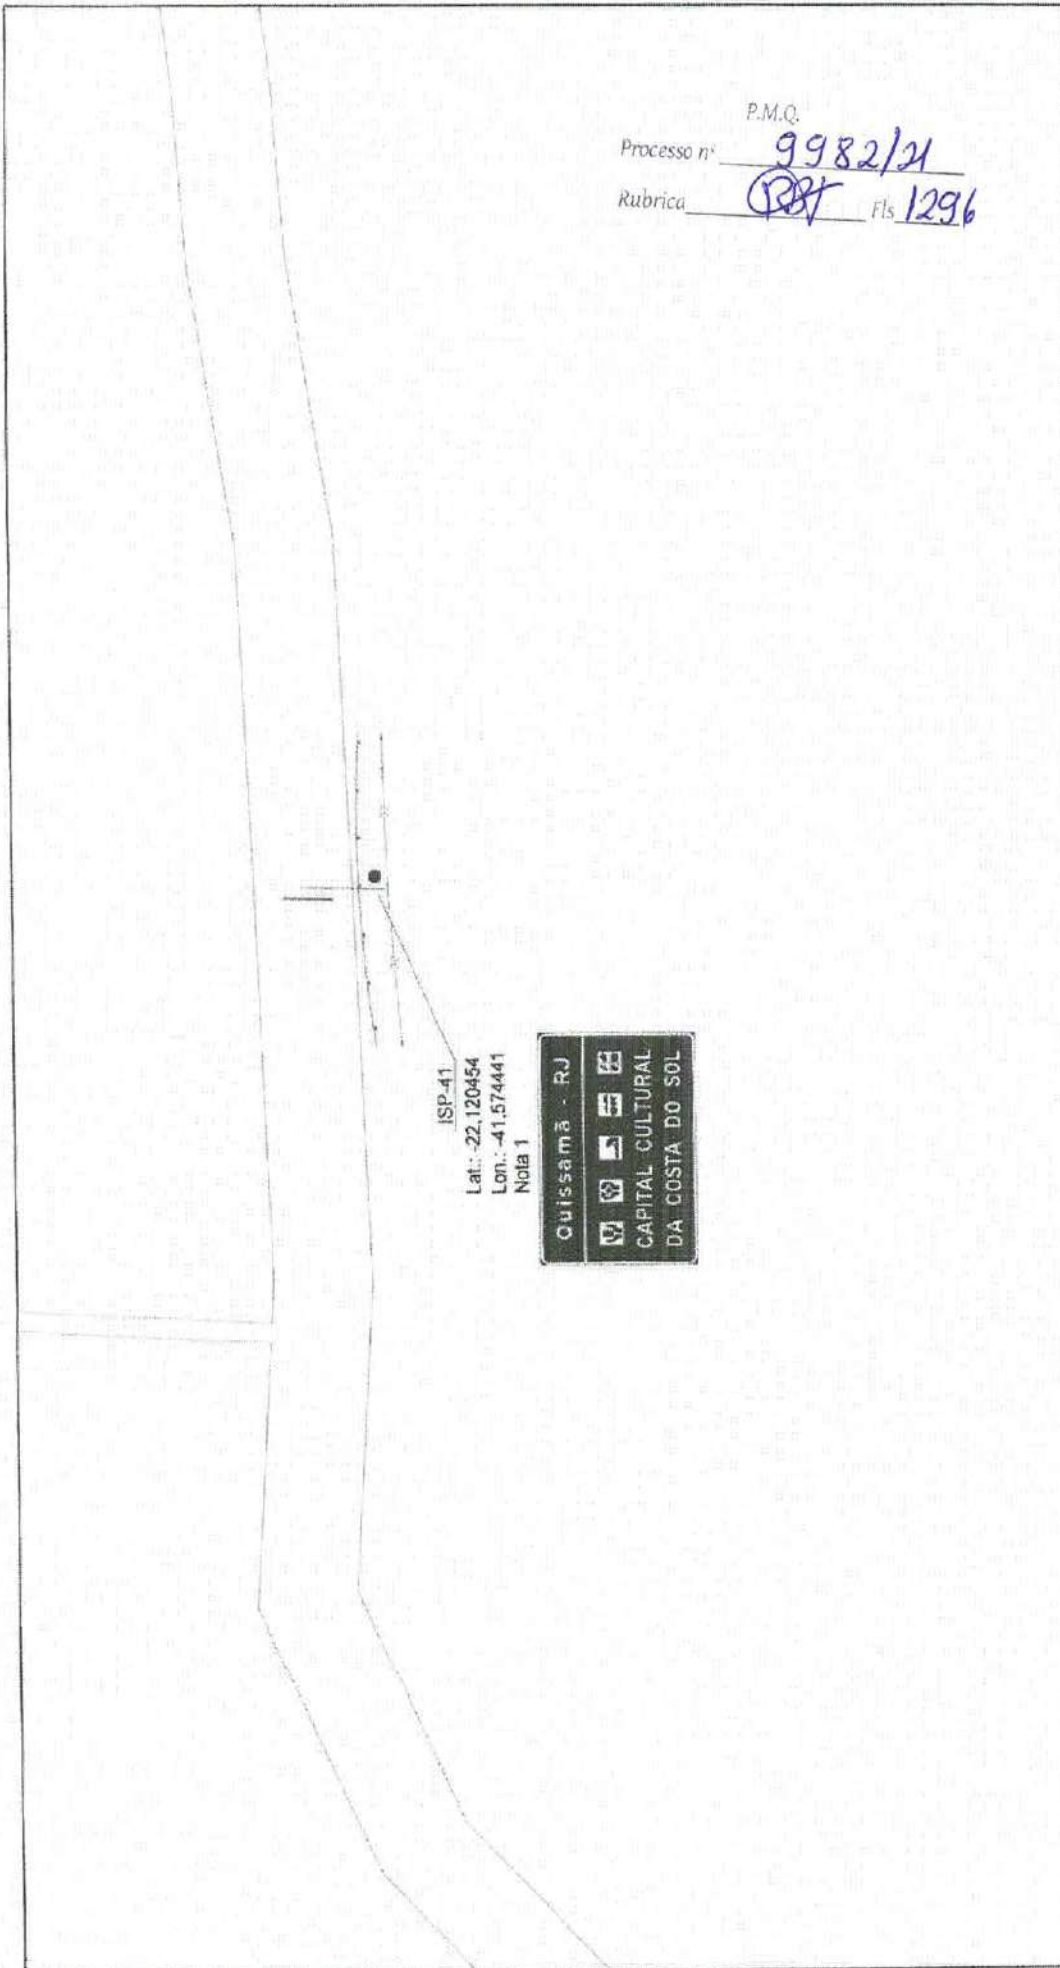 P.M.Q.
Processo nº 9982/21
Rubrica Fls 1296
ISP-41
Lat.: -22,120454
Lon.: -41,574441
Nota 1
Quissamã - RJ
CAPITAL CULTURAL
DA COSTA DO SOL